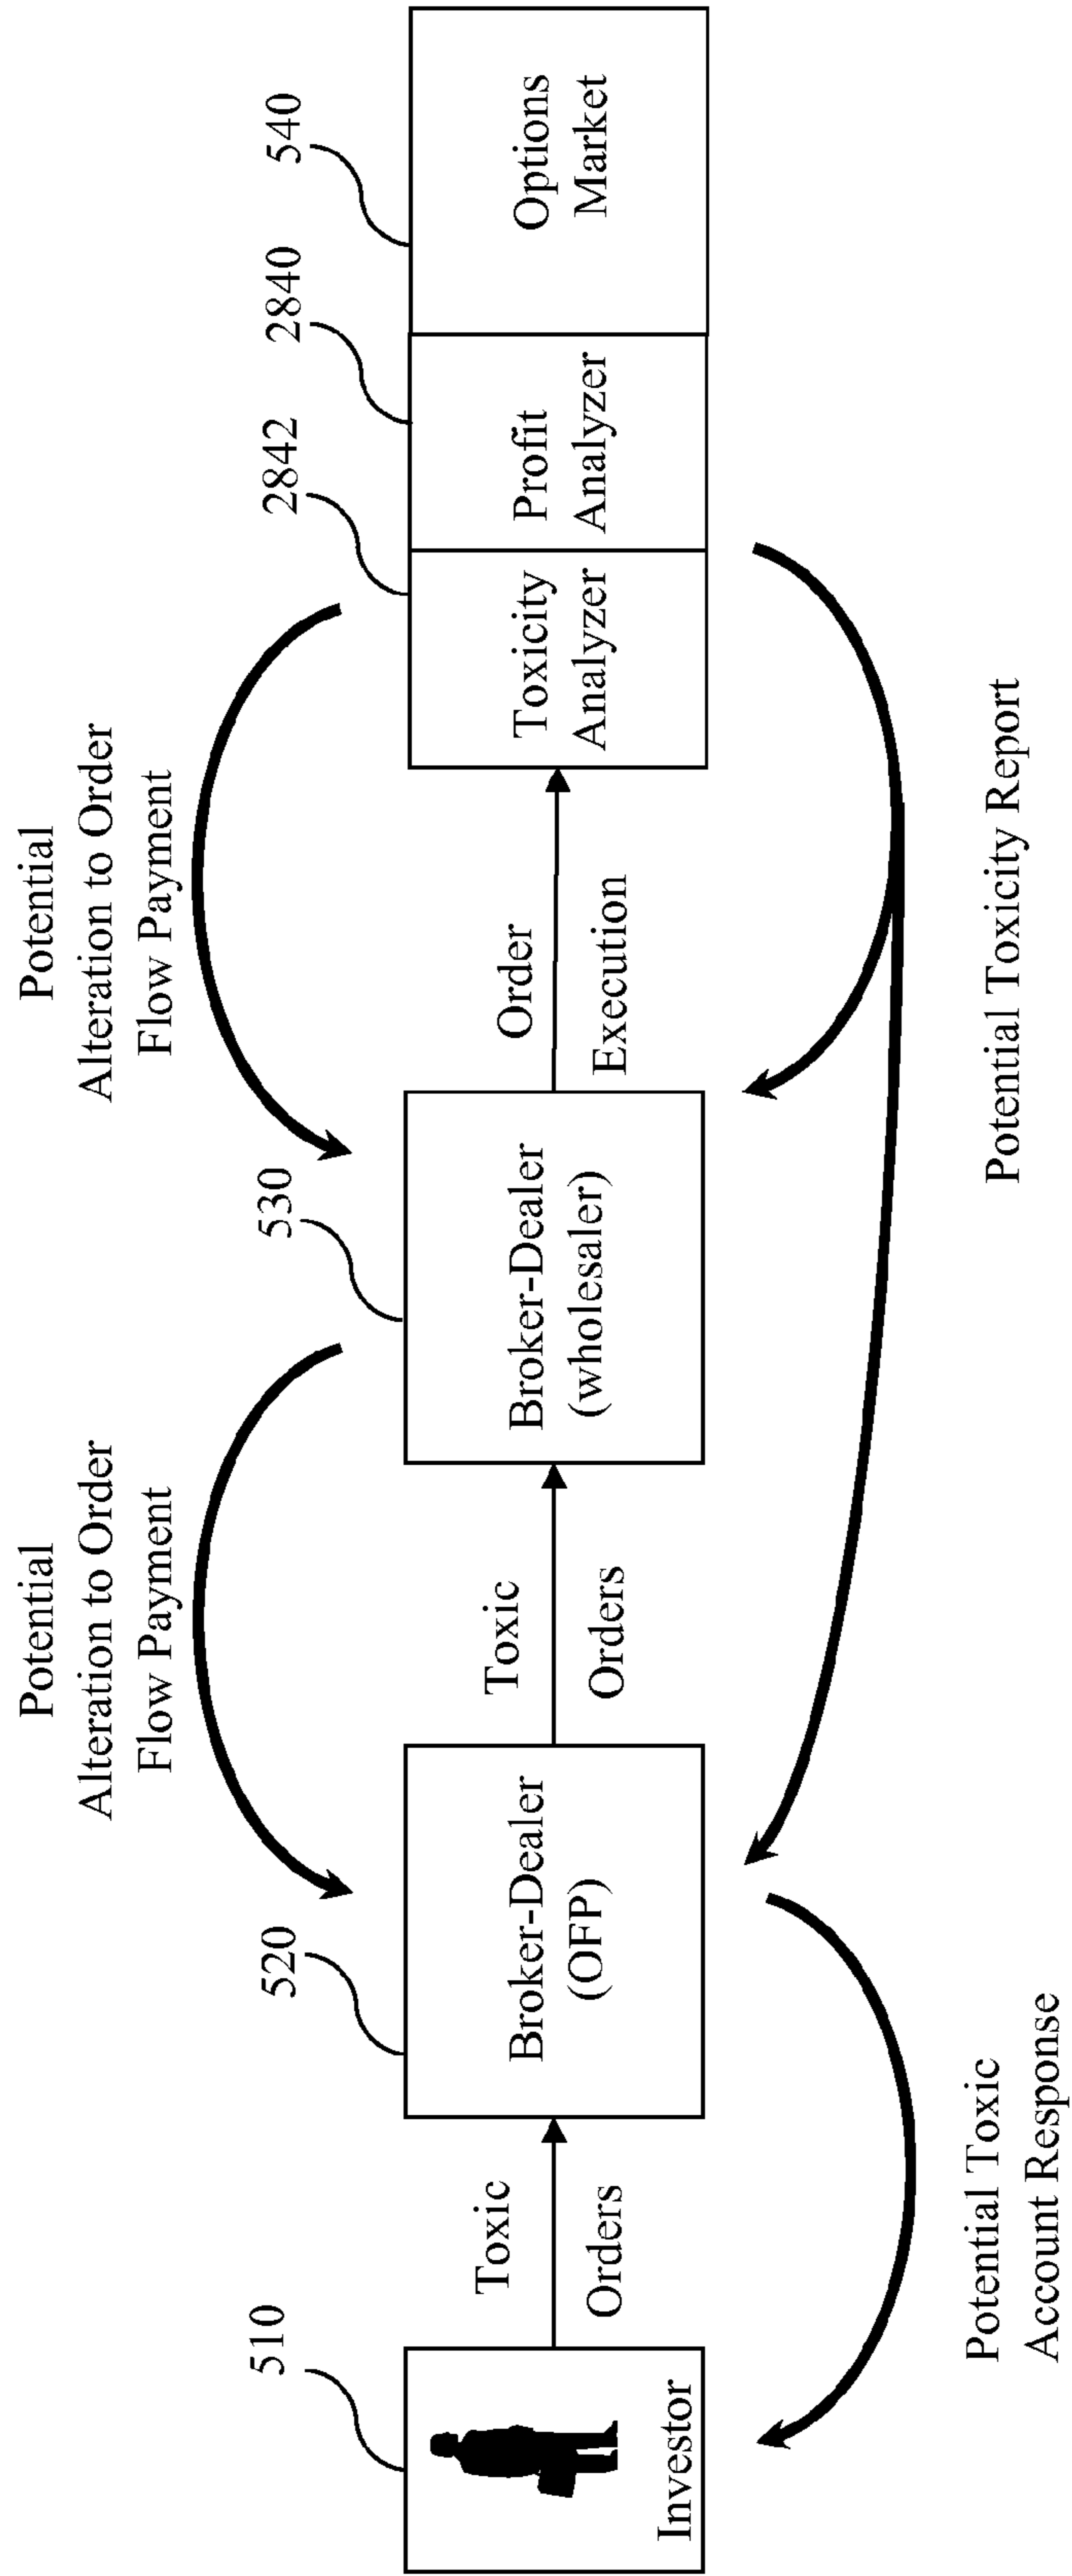 Potential
Alteration to Order
Flow Payment
Potential
Alteration to Order
Flow Payment
510
520
530
2842
2840
540
Investor
Toxic
Orders
Broker-Dealer
(OFP)
Toxic
Orders
Broker-Dealer
(wholesaler)
Order
Execution
Toxicity
Analyzer
Profit
Analyzer
Options
Market
Potential Toxic
Account Response
Potential Toxicity Report